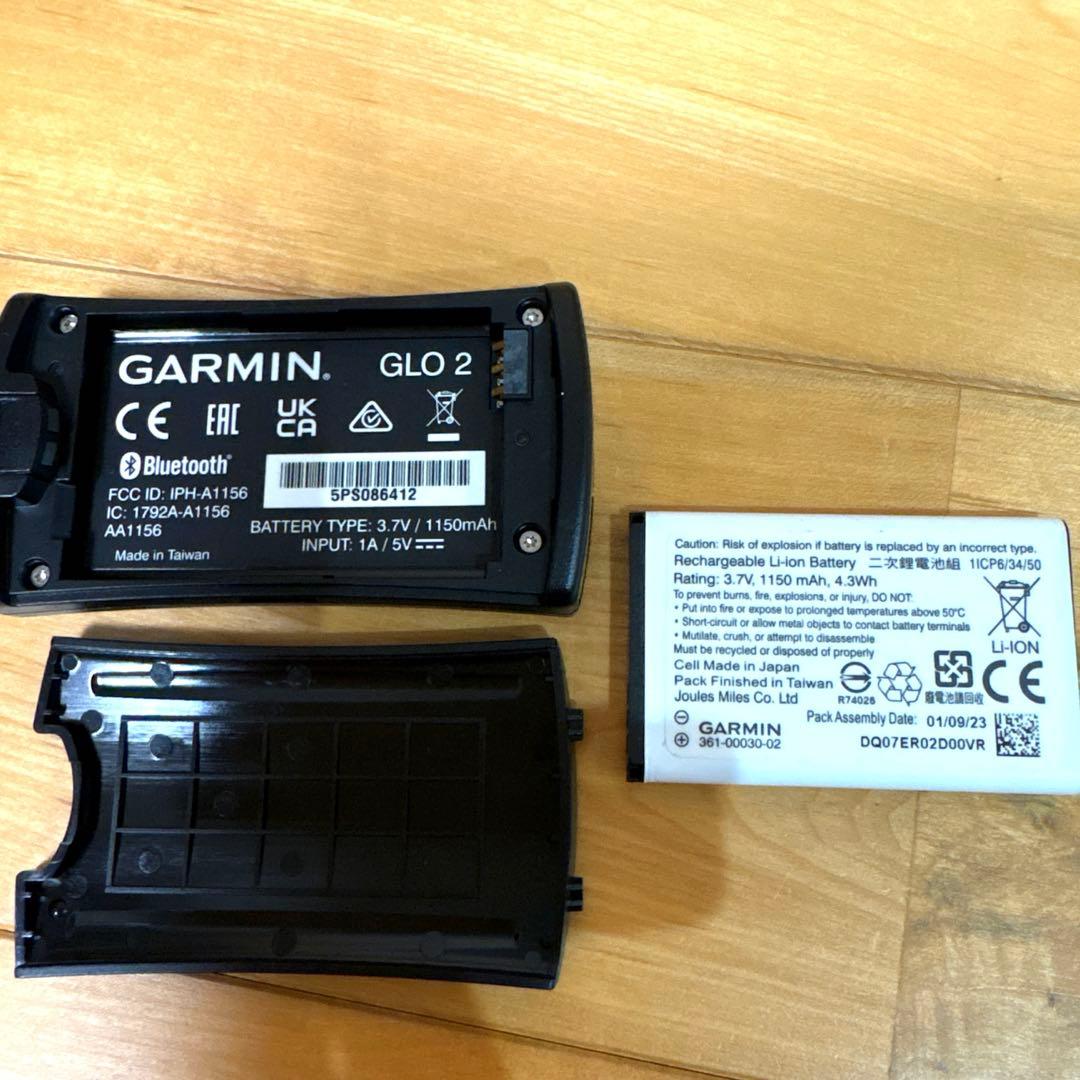 GARMIN® GLO 2
CE EAC UK CA
Bluetooth®
FCC ID: IPH-A1156
IC: 1792A-A1156
AA1156
5PS086412
BATTERY TYPE: 3.7V / 1150mAh
INPUT: 1A / 5V
Made in Taiwan
Caution: Risk of explosion if battery is replaced by an incorrect type.
Rechargeable Li-ion Battery 二次鋰電池組 1ICP6/34/50
Rating: 3.7V, 1150 mAh, 4.3Wh
To prevent burns, fire, explosions, or injury, DO NOT:
• Put into fire or expose to prolonged temperatures above 50°C
• Short-circuit or allow metal objects to contact battery terminals
• Mutilate, crush, or attempt to disassemble
Must be recycled or disposed of properly
Li-ION
Cell Made in Japan
Pack Finished in Taiwan
Joules Miles Co. Ltd
R74026
廢電池請回收
CE
GARMIN
361-00030-02
Pack Assembly Date: 01/09/23
DQ07ER02D00VR